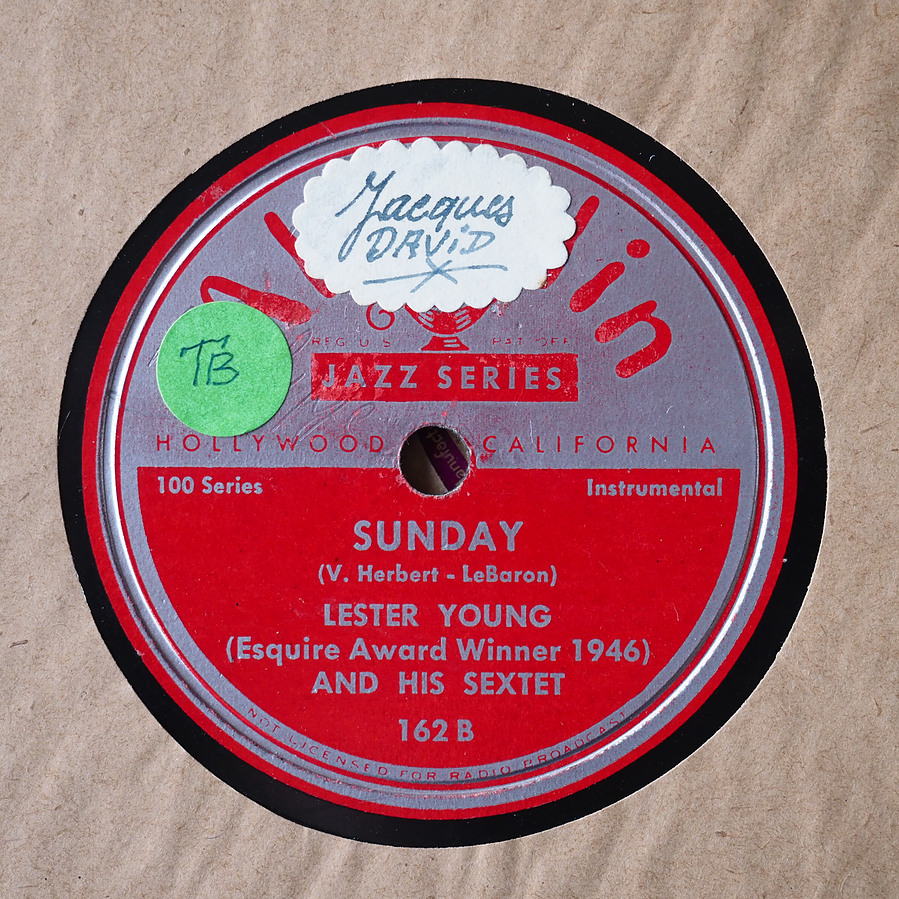 Jacques
DAVID
TB
REG. U.S. PAT. OFF.
JAZZ SERIES
HOLLYWOOD CALIFORNIA
100 Series Instrumental
SUNDAY
(V. Herbert - LeBaron)
LESTER YOUNG
(Esquire Award Winner 1946)
AND HIS SEXTET
162 B
NOT LICENSED FOR RADIO BROADCAST